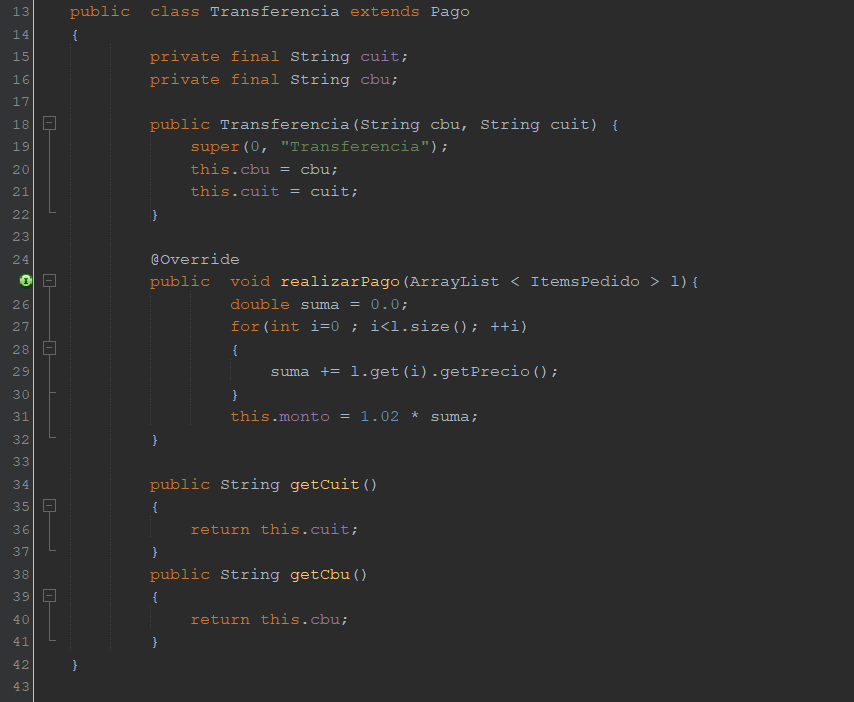 13 public  class Transferencia extends Pago
14 {
15         private final String cuit;
16         private final String cbu;
17
18         public Transferencia(String cbu, String cuit) {
19             super(0, "Transferencia");
20             this.cbu = cbu;
21             this.cuit = cuit;
22         }
23
24         @Override
           public  void realizarPago(ArrayList < ItemsPedido > l){
26                 double suma = 0.0;
27                 for(int i=0 ; i<l.size(); ++i)
28                 {
29                     suma += l.get(i).getPrecio();
30                 }
31                 this.monto = 1.02 * suma;
32         }
33
34         public String getCuit()
35         {
36             return this.cuit;
37         }
38         public String getCbu()
39         {
40             return this.cbu;
41         }
42 }
43